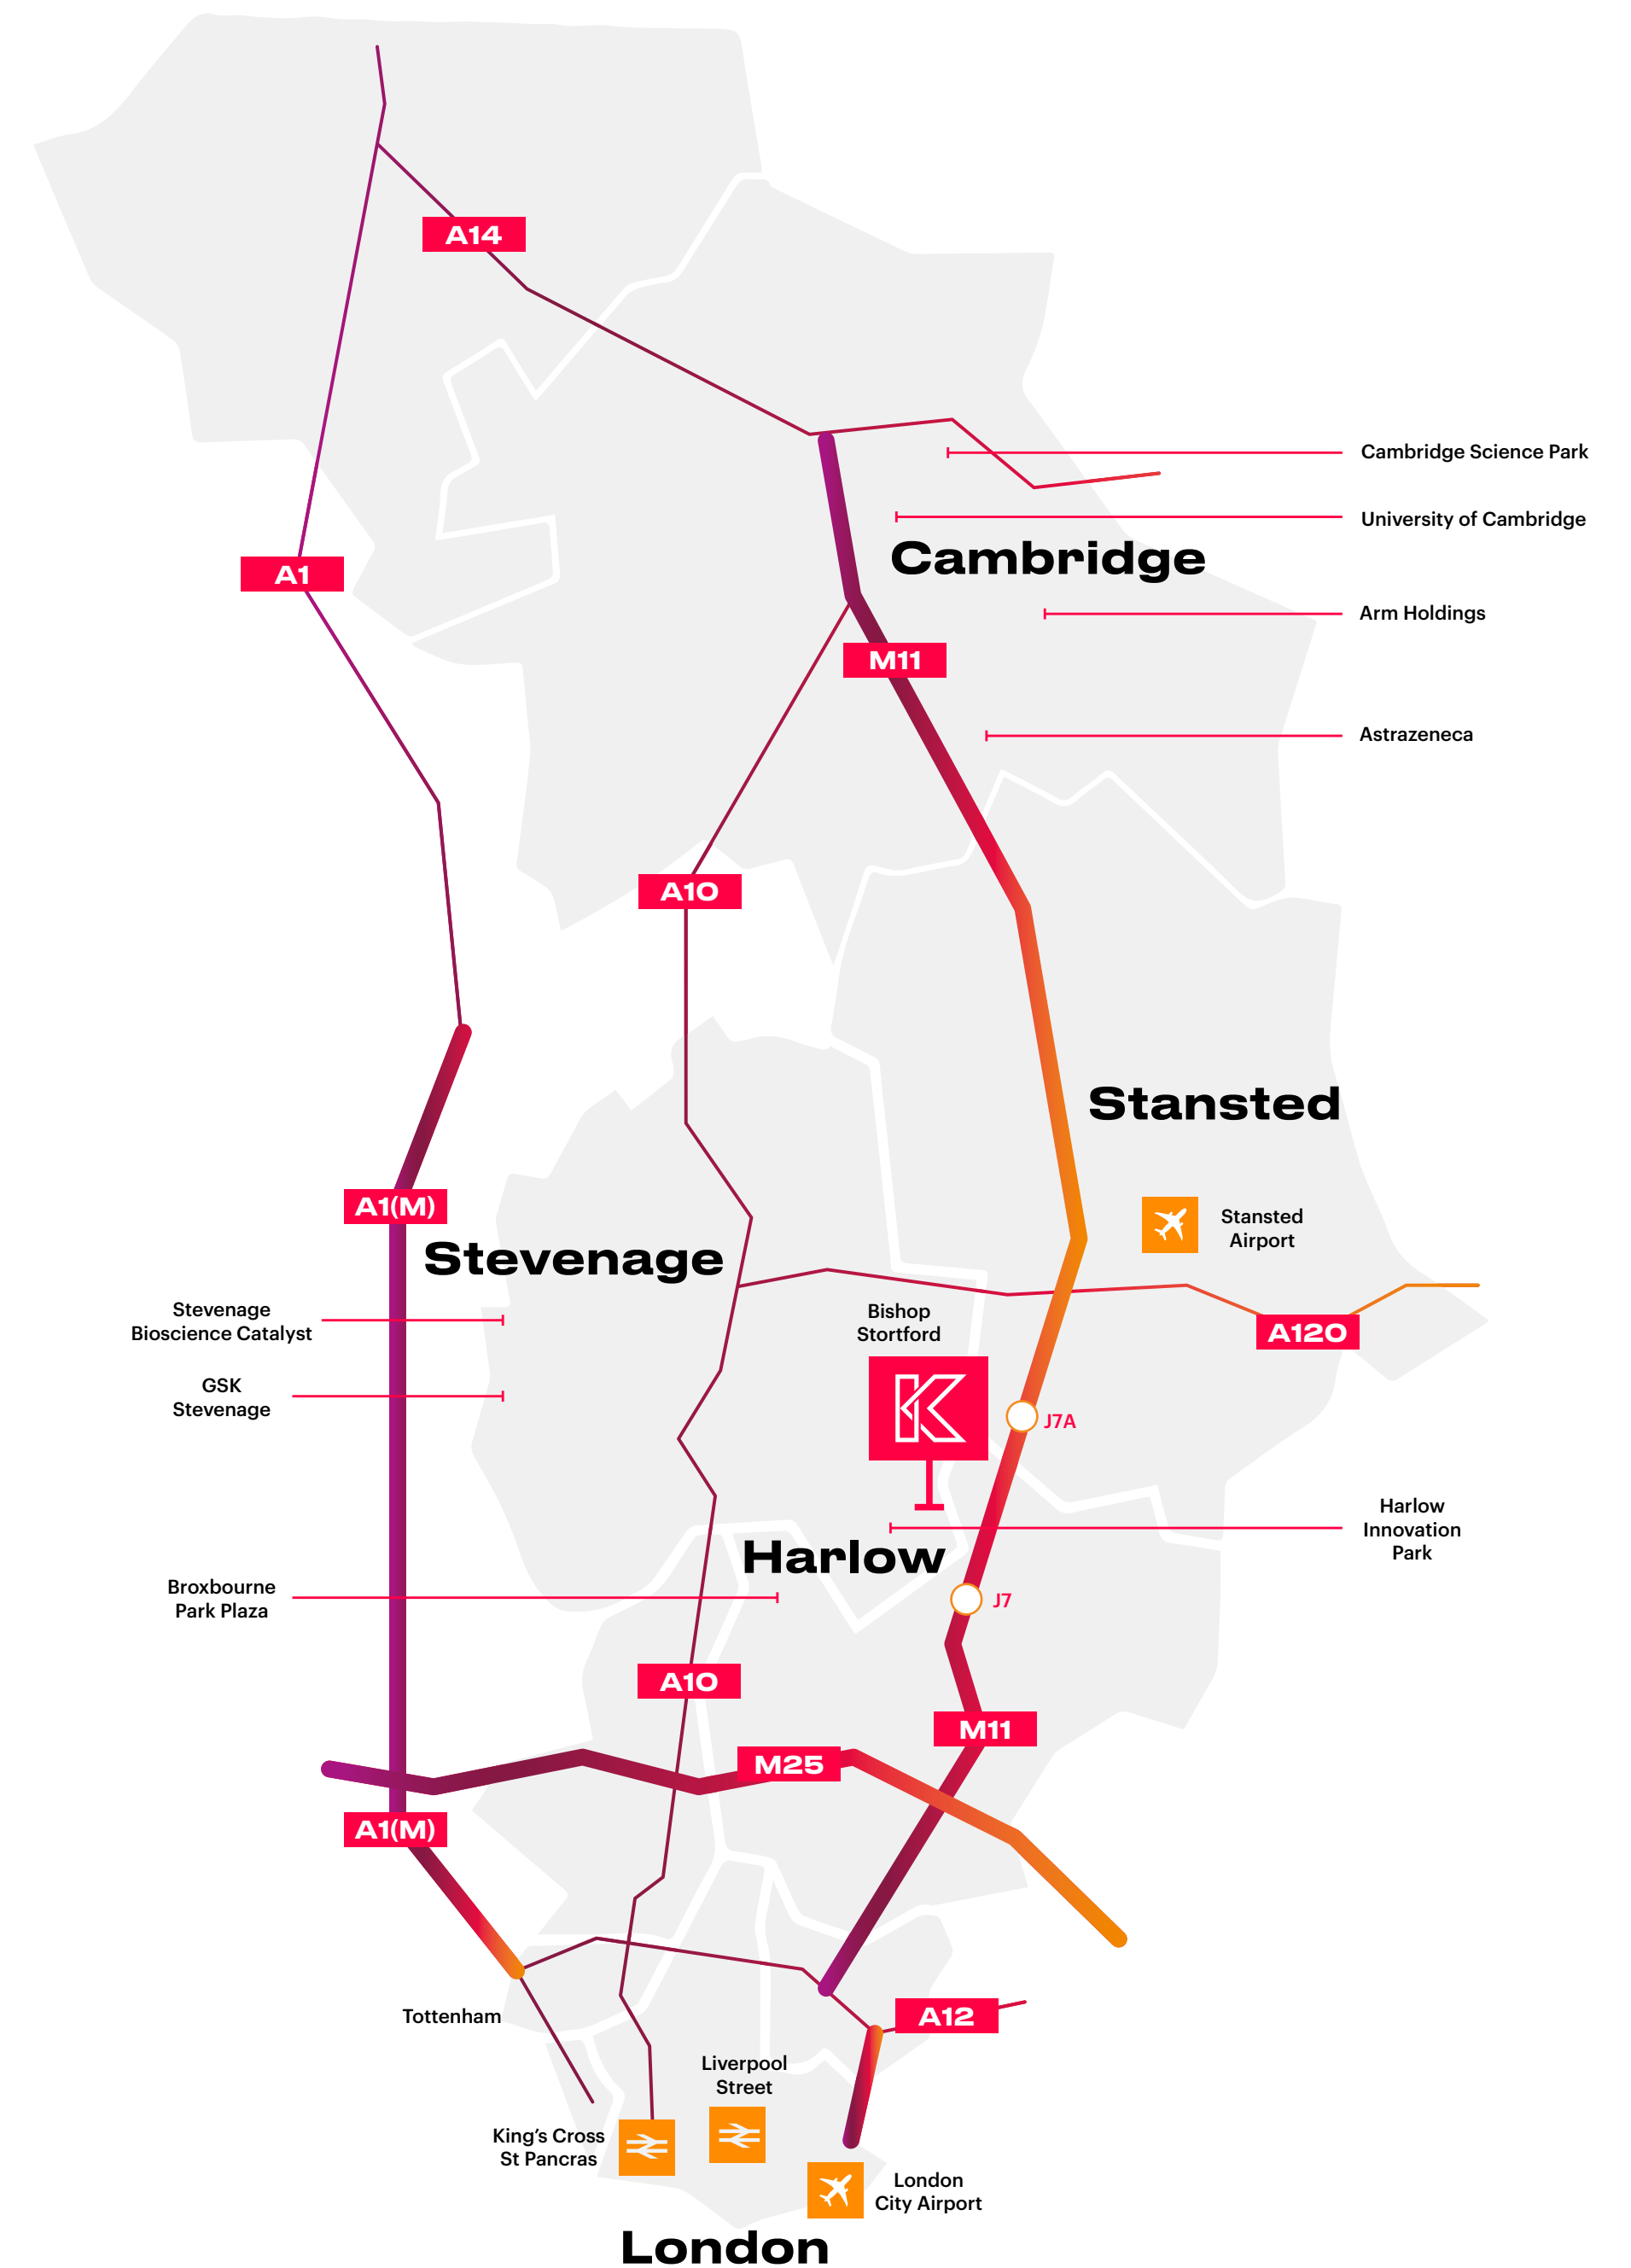 A14
Cambridge Science Park
University of Cambridge
Cambridge
A1
Arm Holdings
M11
Astrazeneca
A10
Stansted
A1(M)
Stansted
Airport
Stevenage
Stevenage
Bioscience Catalyst
Bishop
Stortford
A120
GSK
Stevenage
K
J7A
Harlow
Innovation
Park
Harlow
Broxbourne
Park Plaza
J7
A10
M11
M25
A1(M)
Tottenham
A12
Liverpool
Street
King’s Cross
St Pancras
London
City Airport
London